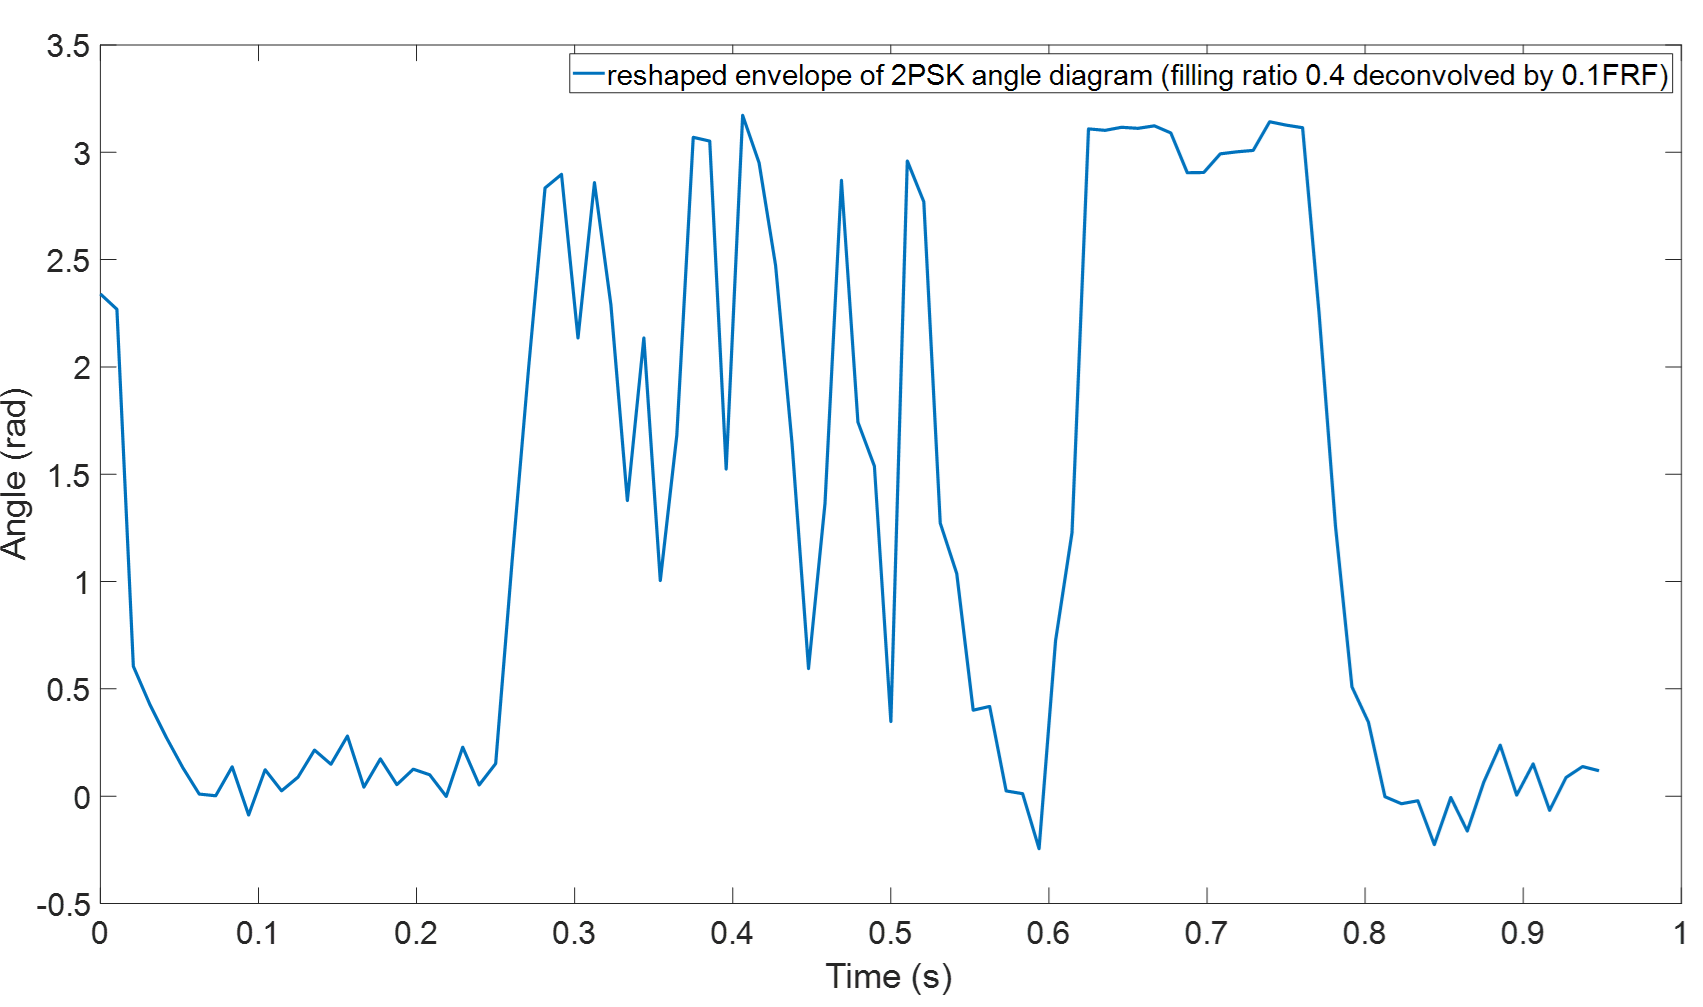 reshaped envelope of 2PSK angle diagram (filling ratio 0.4 deconvolved by 0.1FRF)
3.5
3
2.5
2
1.5
1
0.5
0
-0.5
Angle (rad)
0 0.1 0.2 0.3 0.4 0.5 0.6 0.7 0.8 0.9 1
Time (s)